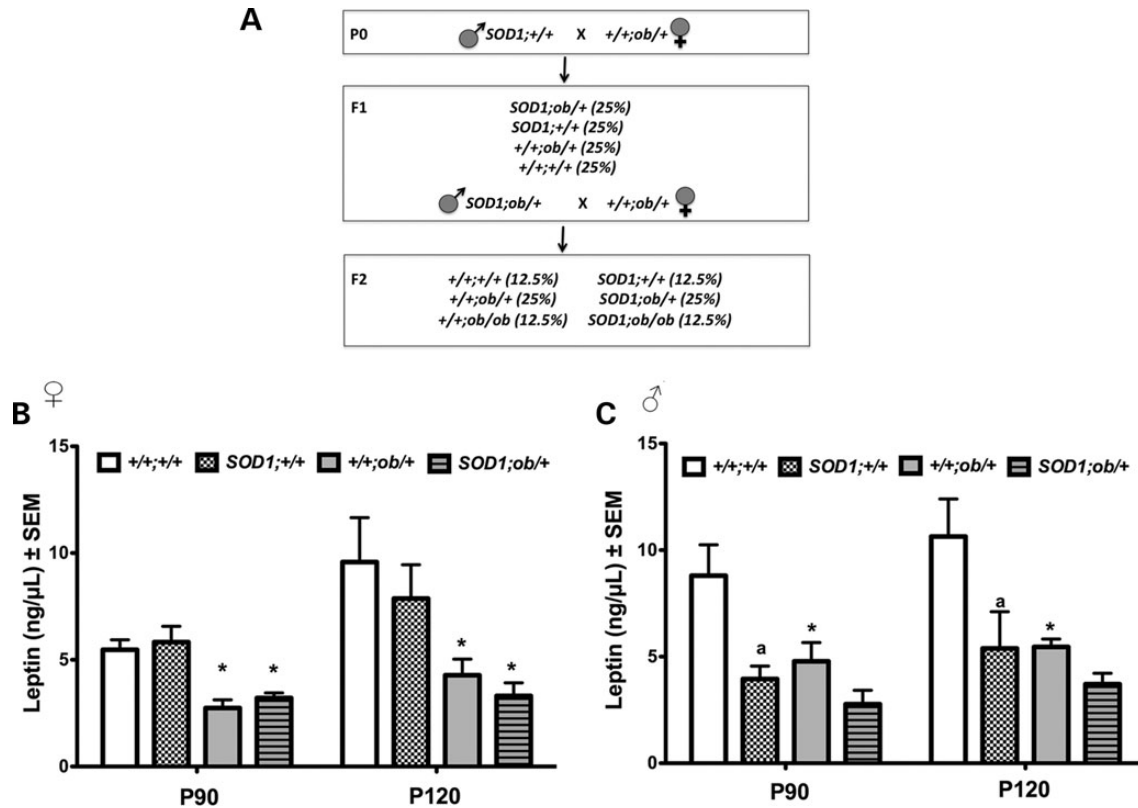 A
P0 ♂ SOD1;+/+ X +/+;ob/+ ♀
F1
SOD1;ob/+ (25%)
SOD1;+/+ (25%)
+/+;ob/+ (25%)
+/+;+/+ (25%)
♂ SOD1;ob/+ X +/+;ob/+ ♀
F2
+/+;+/+ (12.5%) SOD1;+/+ (12.5%)
+/+;ob/+ (25%) SOD1;ob/+ (25%)
+/+;ob/ob (12.5%) SOD1;ob/ob (12.5%)
B ♀
+/+;+/+ SOD1;+/+ +/+;ob/+ SOD1;ob/+
Leptin (ng/µL) ± SEM
15
10
5
0
* * * *
P90 P120
C ♂
+/+;+/+ SOD1;+/+ +/+;ob/+ SOD1;ob/+
Leptin (ng/µL) ± SEM
15
10
5
0
a * a *
P90 P120